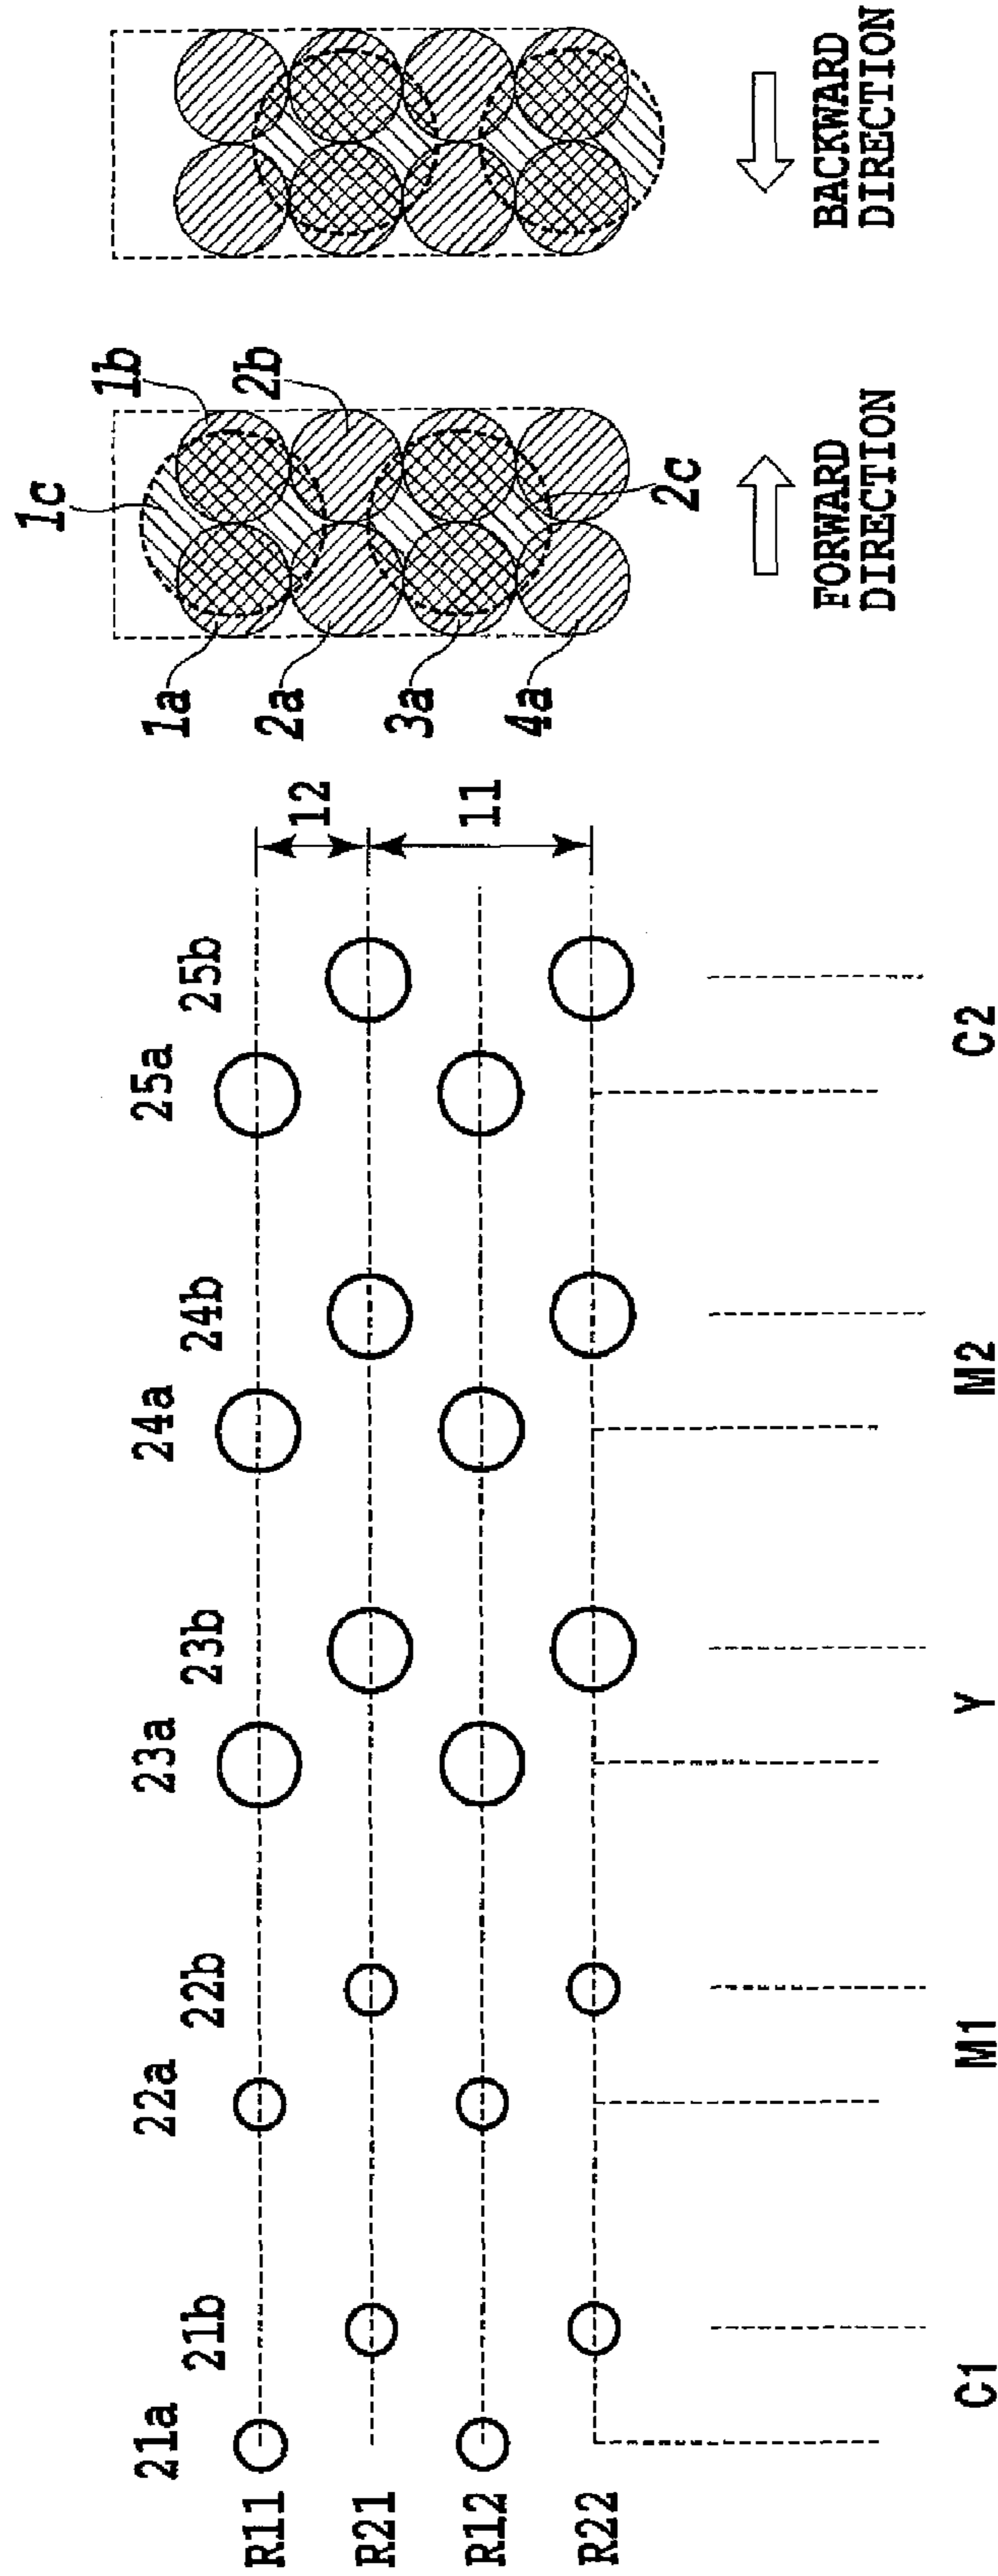 21a
21b
22a
22b
23a
23b
24a
24b
25a
25b
R11
R21
R12
R22
12
11
C1
M1
Y
M2
C2
1a
2a
3a
4a
1c
1b
2b
2c
FORWARD
DIRECTION
BACKWARD
DIRECTION